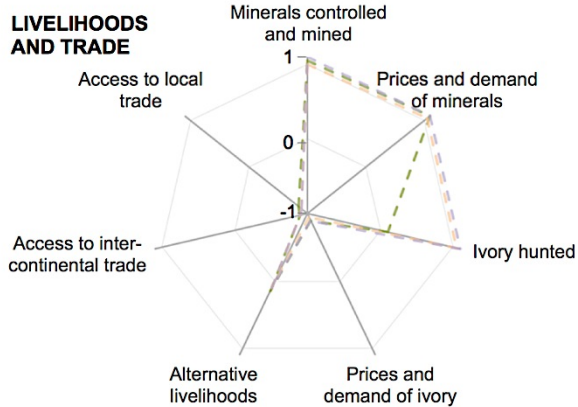 LIVELIHOODS
AND TRADE
Minerals controlled
and mined
1
Access to local
trade
Prices and demand
of minerals
0
-1
Access to inter-
continental trade
Ivory hunted
Alternative
livelihoods
Prices and
demand of ivory